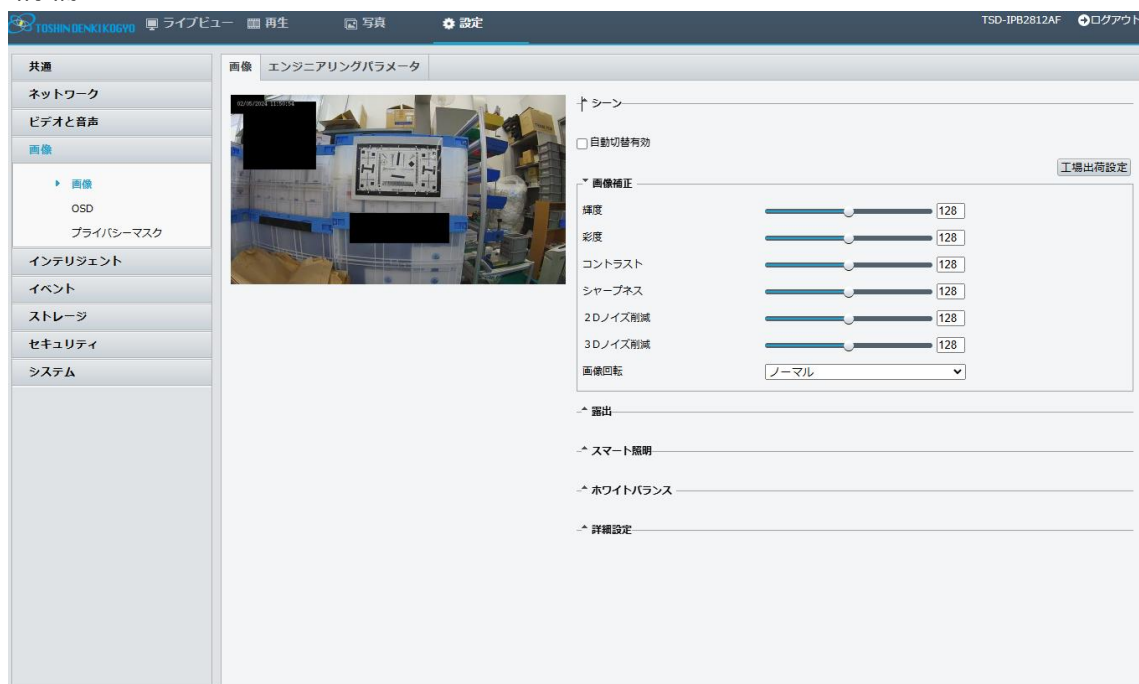 TOSHIN DENKI KOGYO ライブビュー 再生 写真 設定 TSD-IPB2812AF ログアウト
共通
ネットワーク
ビデオと音声
画像
画像
OSD
プライバシーマスク
インテリジェント
イベント
ストレージ
セキュリティ
システム
画像 エンジニアリングパラメータ
02/05/2024 11:50:54
シーン
自動切替有効
工場出荷設定
画像補正
輝度 128
彩度 128
コントラスト 128
シャープネス 128
2Dノイズ削減 128
3Dノイズ削減 128
画像回転 ノーマル
露出
スマート照明
ホワイトバランス
詳細設定